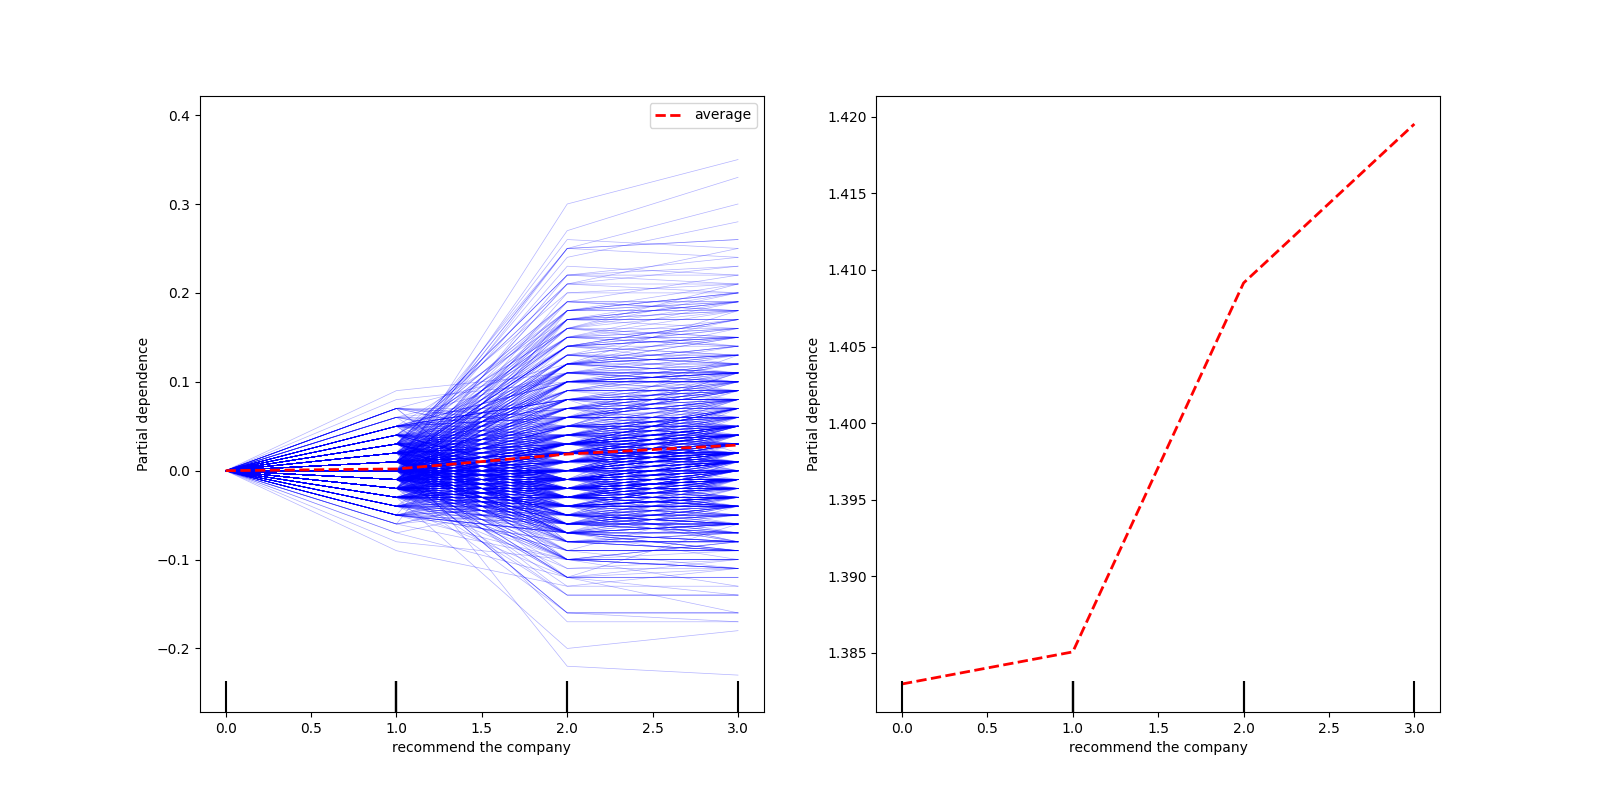 average
Partial dependence
0.4
0.3
0.2
0.1
0.0
−0.1
−0.2
0.0 0.5 1.0 1.5 2.0 2.5 3.0
recommend the company
Partial dependence
1.420
1.415
1.410
1.405
1.400
1.395
1.390
1.385
0.0 0.5 1.0 1.5 2.0 2.5 3.0
recommend the company